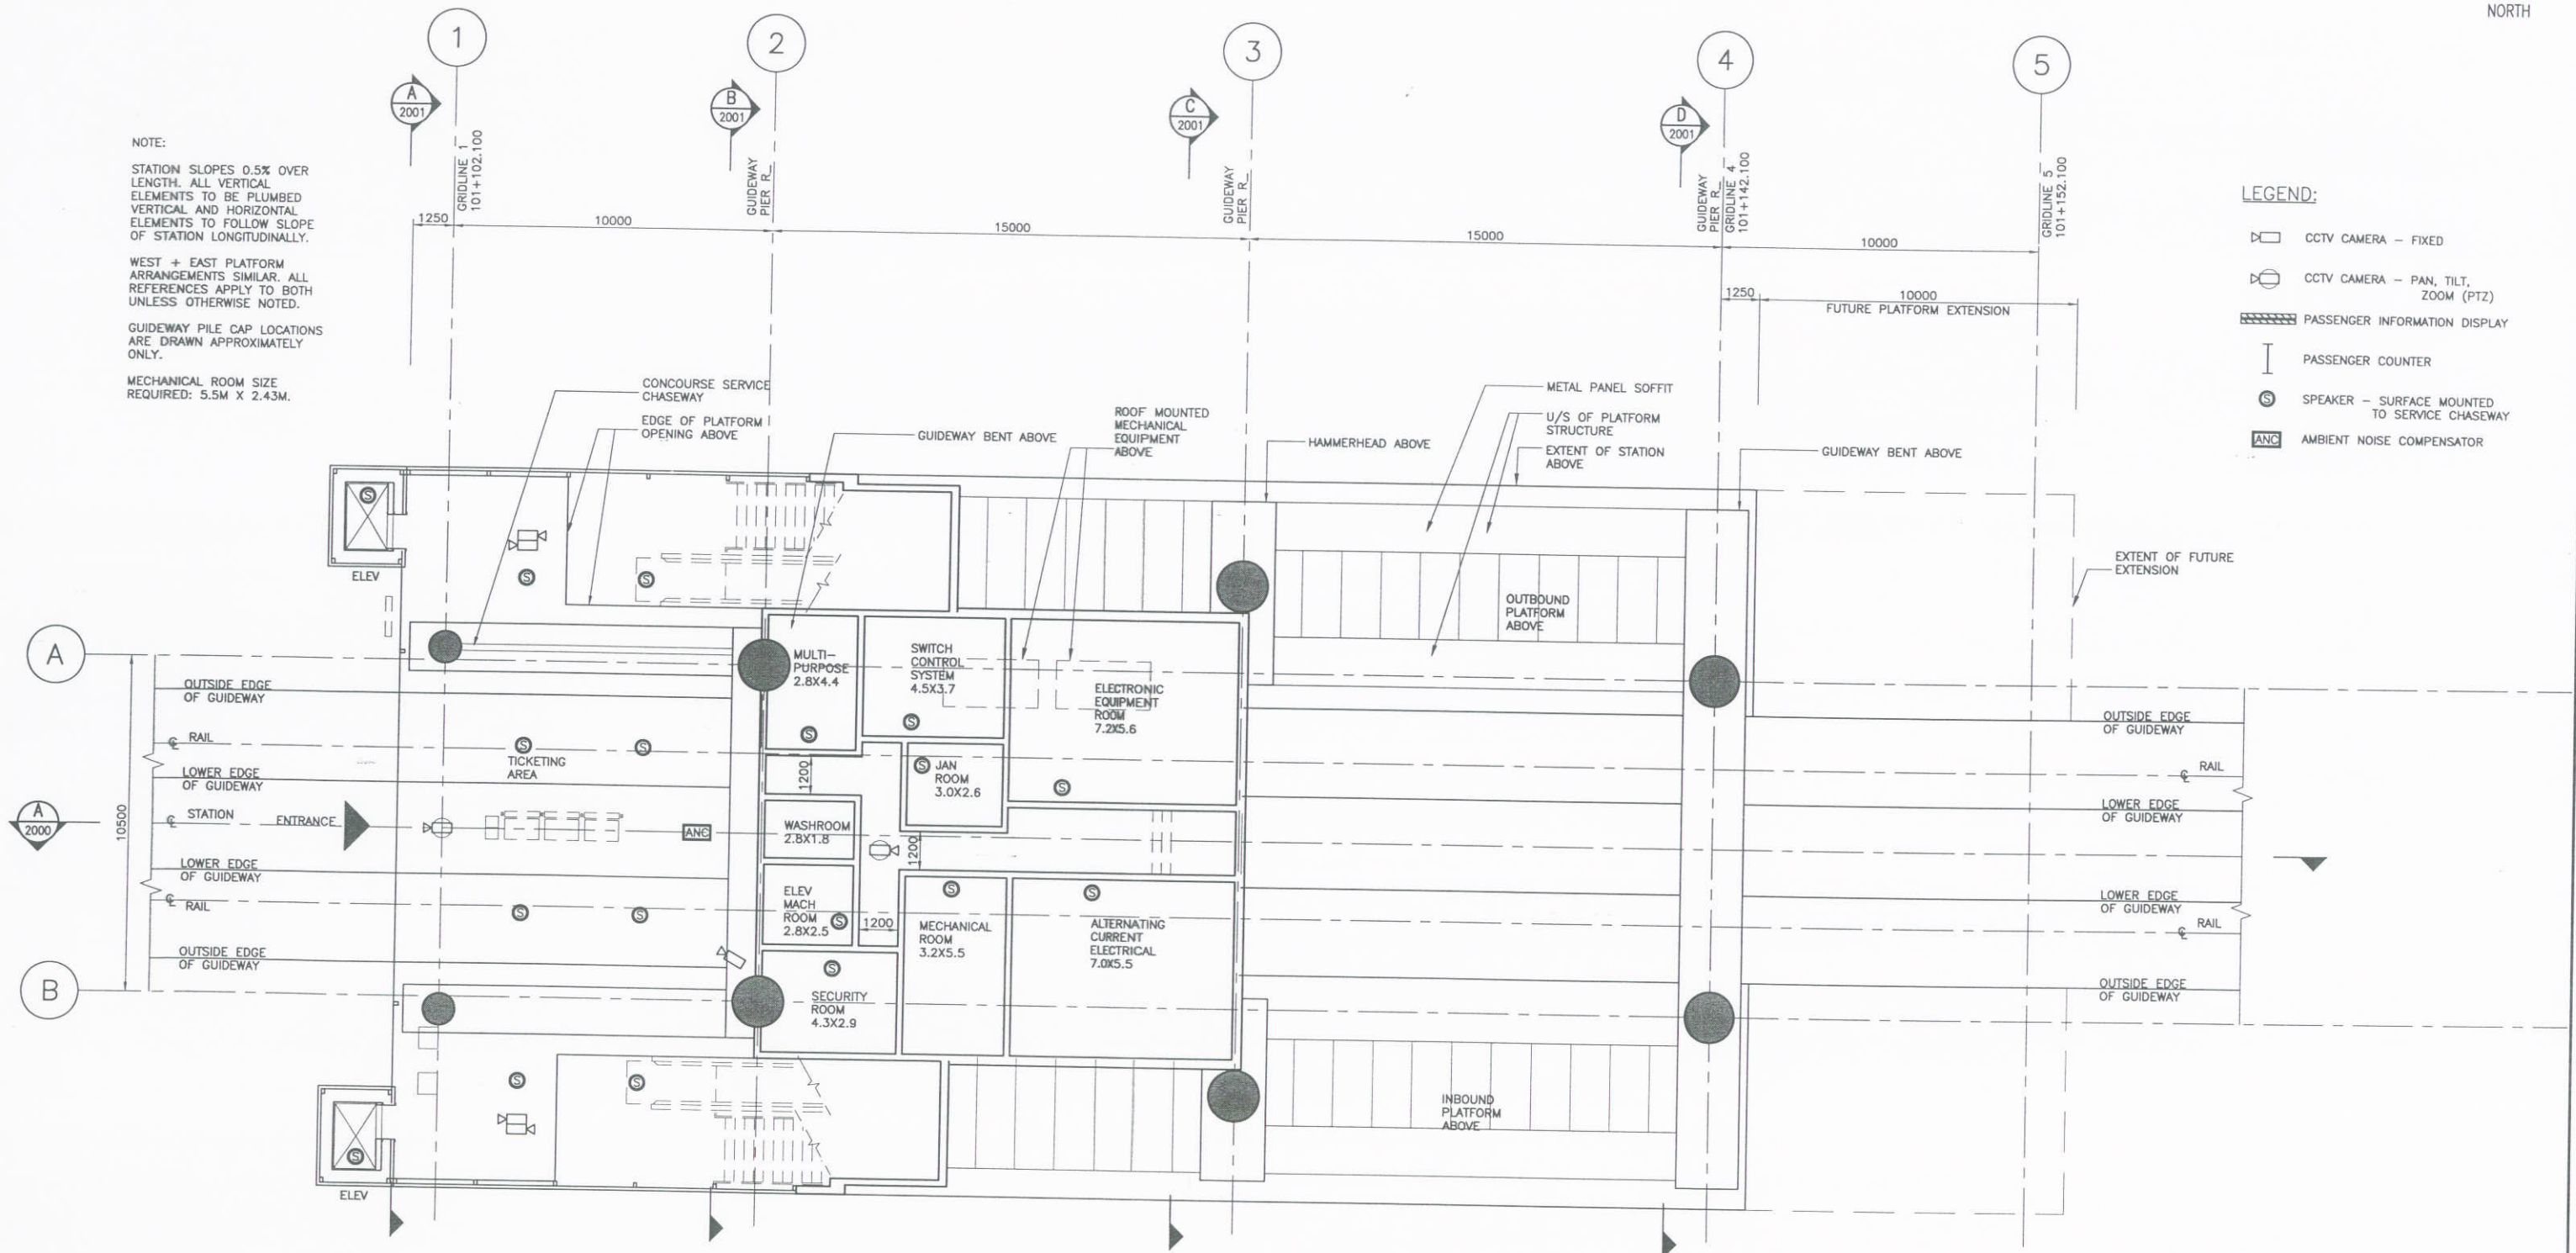 NORTH
1
2
3
4
5
A
2001
B
2001
C
2001
D
2001
GRIDLINE 1
101+102.100
GUIDEWAY
PIER R_
GUIDEWAY
PIER R_
GUIDEWAY
PIER R_
GRIDLINE 4
101+142.100
GRIDLINE 5
101+152.100
1250
10000
15000
15000
10000
1250
10000
FUTURE PLATFORM EXTENSION
NOTE:
STATION SLOPES 0.5% OVER
LENGTH. ALL VERTICAL
ELEMENTS TO BE PLUMBED
VERTICAL AND HORIZONTAL
ELEMENTS TO FOLLOW SLOPE
OF STATION LONGITUDINALLY.
WEST + EAST PLATFORM
ARRANGEMENTS SIMILAR. ALL
REFERENCES APPLY TO BOTH
UNLESS OTHERWISE NOTED.
GUIDEWAY PILE CAP LOCATIONS
ARE DRAWN APPROXIMATELY
ONLY.
MECHANICAL ROOM SIZE
REQUIRED: 5.5M X 2.43M.
LEGEND:
CCTV CAMERA – FIXED
CCTV CAMERA – PAN, TILT,
ZOOM (PTZ)
PASSENGER INFORMATION DISPLAY
PASSENGER COUNTER
S SPEAKER – SURFACE MOUNTED
TO SERVICE CHASEWAY
ANC AMBIENT NOISE COMPENSATOR
CONCOURSE SERVICE
CHASEWAY
EDGE OF PLATFORM
OPENING ABOVE
GUIDEWAY BENT ABOVE
ROOF MOUNTED
MECHANICAL
EQUIPMENT
ABOVE
HAMMERHEAD ABOVE
METAL PANEL SOFFIT
U/S OF PLATFORM
STRUCTURE
EXTENT OF STATION
ABOVE
GUIDEWAY BENT ABOVE
EXTENT OF FUTURE
EXTENSION
S
ELEV
S
S
OUTBOUND
PLATFORM
ABOVE
A
MULTI–
PURPOSE
2.8X4.4
S
SWITCH
CONTROL
SYSTEM
4.5X3.7
S
ELECTRONIC
EQUIPMENT
ROOM
7.2X5.6
S
OUTSIDE EDGE
OF GUIDEWAY
℄ RAIL
LOWER EDGE
OF GUIDEWAY
℄ STATION
ENTRANCE
LOWER EDGE
OF GUIDEWAY
℄ RAIL
OUTSIDE EDGE
OF GUIDEWAY
10500
A
2000
B
S
S
TICKETING
AREA
ANC
S
S
1200
S JAN
ROOM
3.0X2.6
WASHROOM
2.8X1.8
1200
ELEV
MACH
ROOM
2.8X2.5
S
1200
S
MECHANICAL
ROOM
3.2X5.5
S
ALTERNATING
CURRENT
ELECTRICAL
7.0X5.5
S
SECURITY
ROOM
4.3X2.9
OUTSIDE EDGE
OF GUIDEWAY
℄ RAIL
LOWER EDGE
OF GUIDEWAY
LOWER EDGE
OF GUIDEWAY
℄ RAIL
OUTSIDE EDGE
OF GUIDEWAY
S
S
INBOUND
PLATFORM
ABOVE
S
ELEV